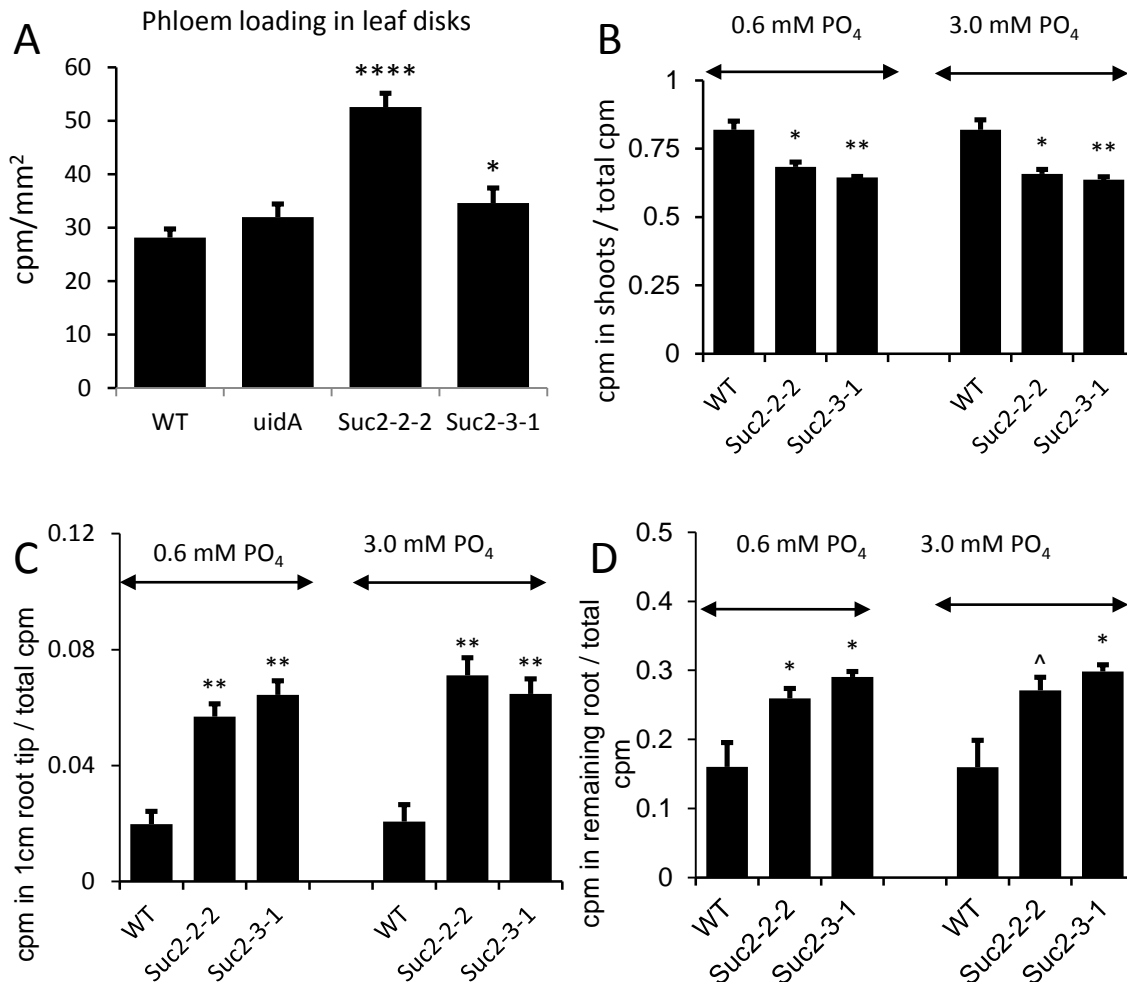 A
Phloem loading in leaf disks
cpm/mm²
60
50
40
30
20
10
0
****
*
WT
uidA
Suc2-2-2
Suc2-3-1
B
0.6 mM PO₄
3.0 mM PO₄
cpm in shoots / total cpm
1
0.75
0.5
0.25
0
*
**
*
**
WT
Suc2-2-2
Suc2-3-1
WT
Suc2-2-2
Suc2-3-1
C
0.6 mM PO₄
3.0 mM PO₄
cpm in 1cm root tip / total cpm
0.12
0.08
0.04
0
**
**
**
**
WT
Suc2-2-2
Suc2-3-1
WT
Suc2-2-2
Suc2-3-1
D
0.6 mM PO₄
3.0 mM PO₄
cpm in remaining root / total
cpm
0.5
0.4
0.3
0.2
0.1
0
*
*
^
*
WT
Suc2-2-2
Suc2-3-1
WT
Suc2-2-2
Suc2-3-1